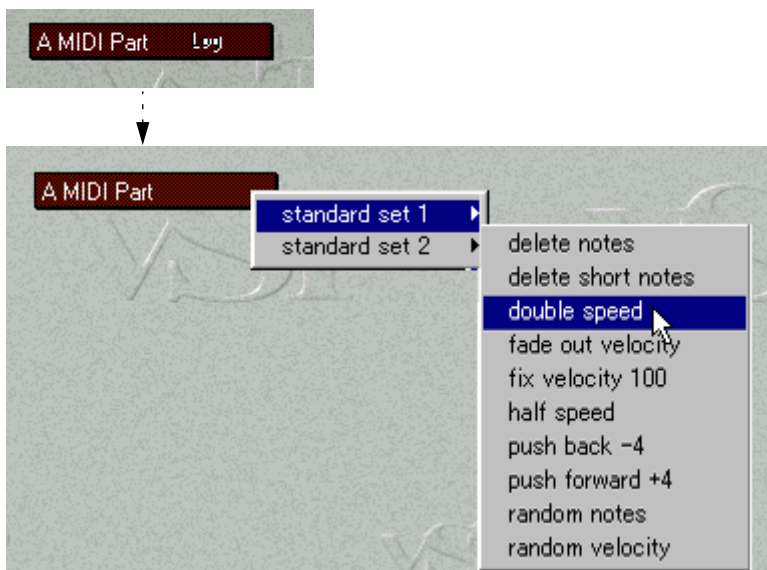 A MIDI Part Log
A MIDI Part
standard set 1
standard set 2
delete notes
delete short notes
double speed
fade out velocity
fix velocity 100
half speed
push back -4
push forward +4
random notes
random velocity